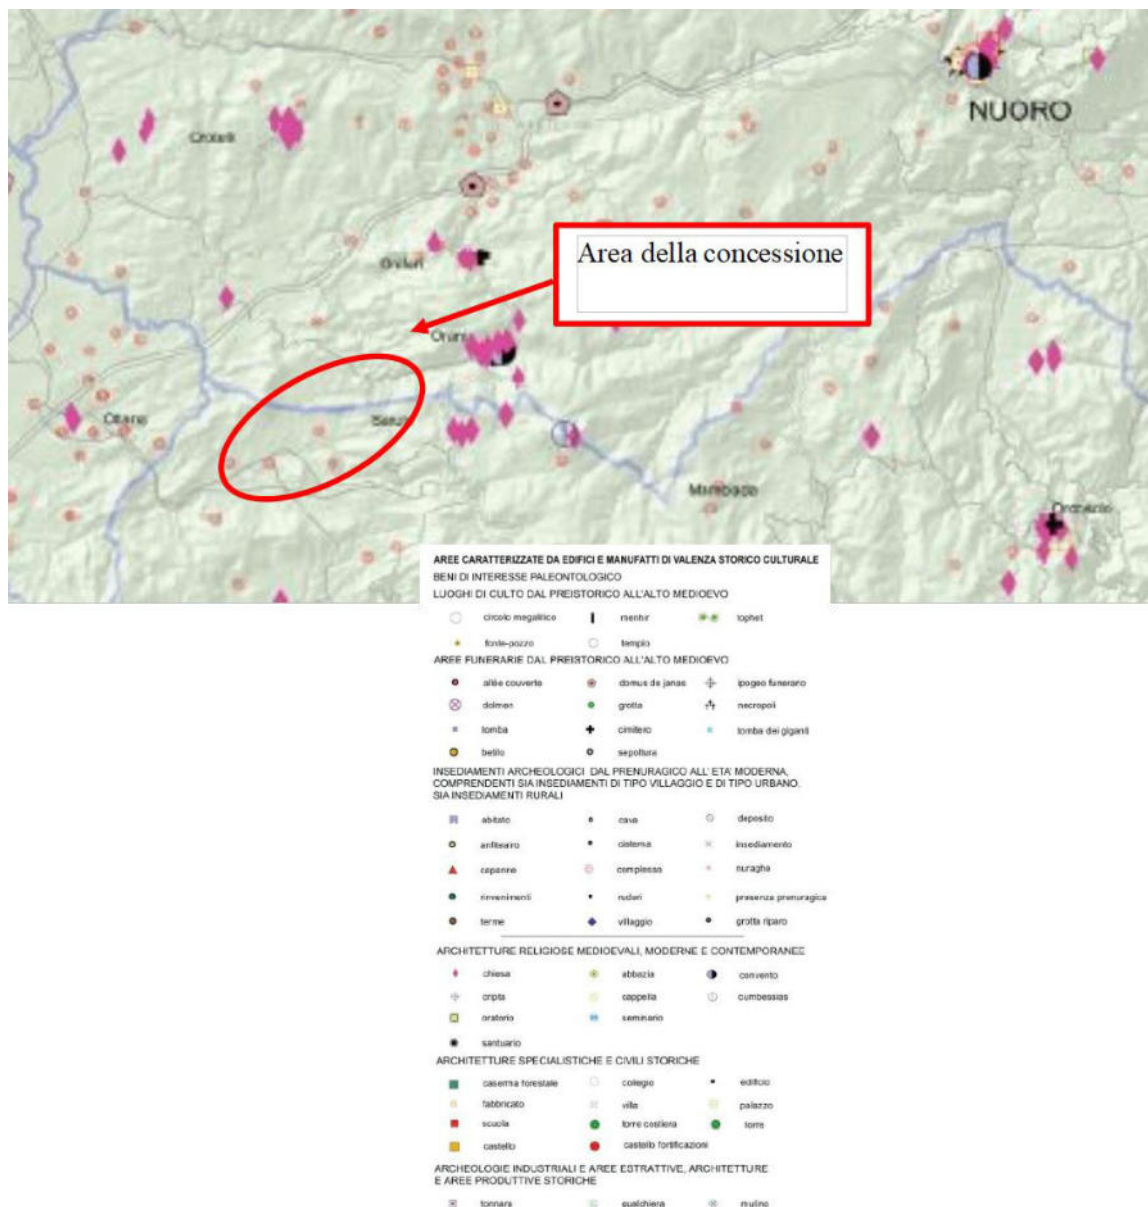 NUORO
Orotelli
Area della concessione
Oniferi
Orani
Ottana
Sarule
Mamoiada
Orgosolo
AREE CARATTERIZZATE DA EDIFICI E MANUFATTI DI VALENZA STORICO CULTURALE
BENI DI INTERESSE PALEONTOLOGICO
LUOGHI DI CULTO DAL PREISTORICO ALL'ALTO MEDIOEVO
circolo megalitico menhir tophet
fonte-pozzo tempio
AREE FUNERARIE DAL PREISTORICO ALL'ALTO MEDIOEVO
allée couverte domus de janas ipogeo funerario
dolmen grotta necropoli
tomba cimitero tomba dei giganti
betilo sepoltura
INSEDIAMENTI ARCHEOLOGICI DAL PRENURAGICO ALL' ETA' MODERNA,
COMPRENDENTI SIA INSEDIAMENTI DI TIPO VILLAGGIO E DI TIPO URBANO,
SIA INSEDIAMENTI RURALI
abitato cava deposito
anfiteatro cisterna insediamento
capanne complesso nuraghe
rinvenimenti ruderi presenza prenuragica
terme villaggio grotta riparo
ARCHITETTURE RELIGIOSE MEDIOEVALI, MODERNE E CONTEMPORANEE
chiesa abbazia convento
cripta cappella cumbessias
oratorio seminario
santuario
ARCHITETTURE SPECIALISTICHE E CIVILI STORICHE
caserma forestale collegio edificio
fabbricato villa palazzo
scuola torre costiera torre
castello castello fortificazioni
ARCHEOLOGIE INDUSTRIALI E AREE ESTRATTIVE, ARCHITETTURE
E AREE PRODUTTIVE STORICHE
tonnara gualchiera mulino